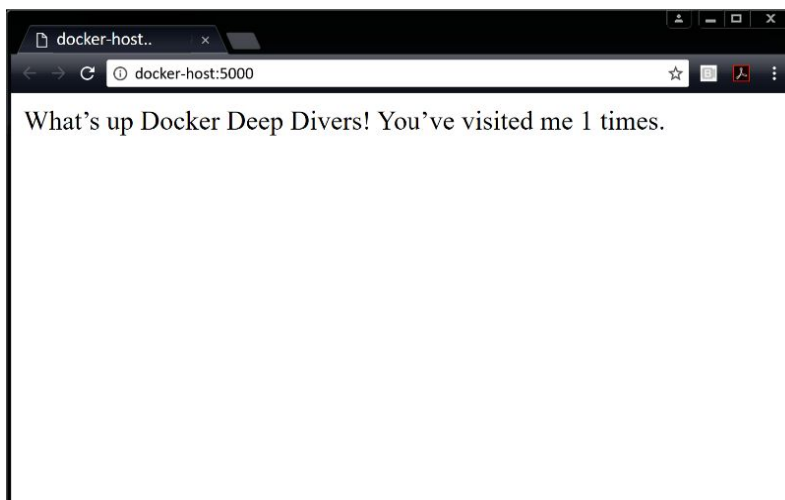 docker-host..
docker-host:5000
What’s up Docker Deep Divers! You’ve visited me 1 times.